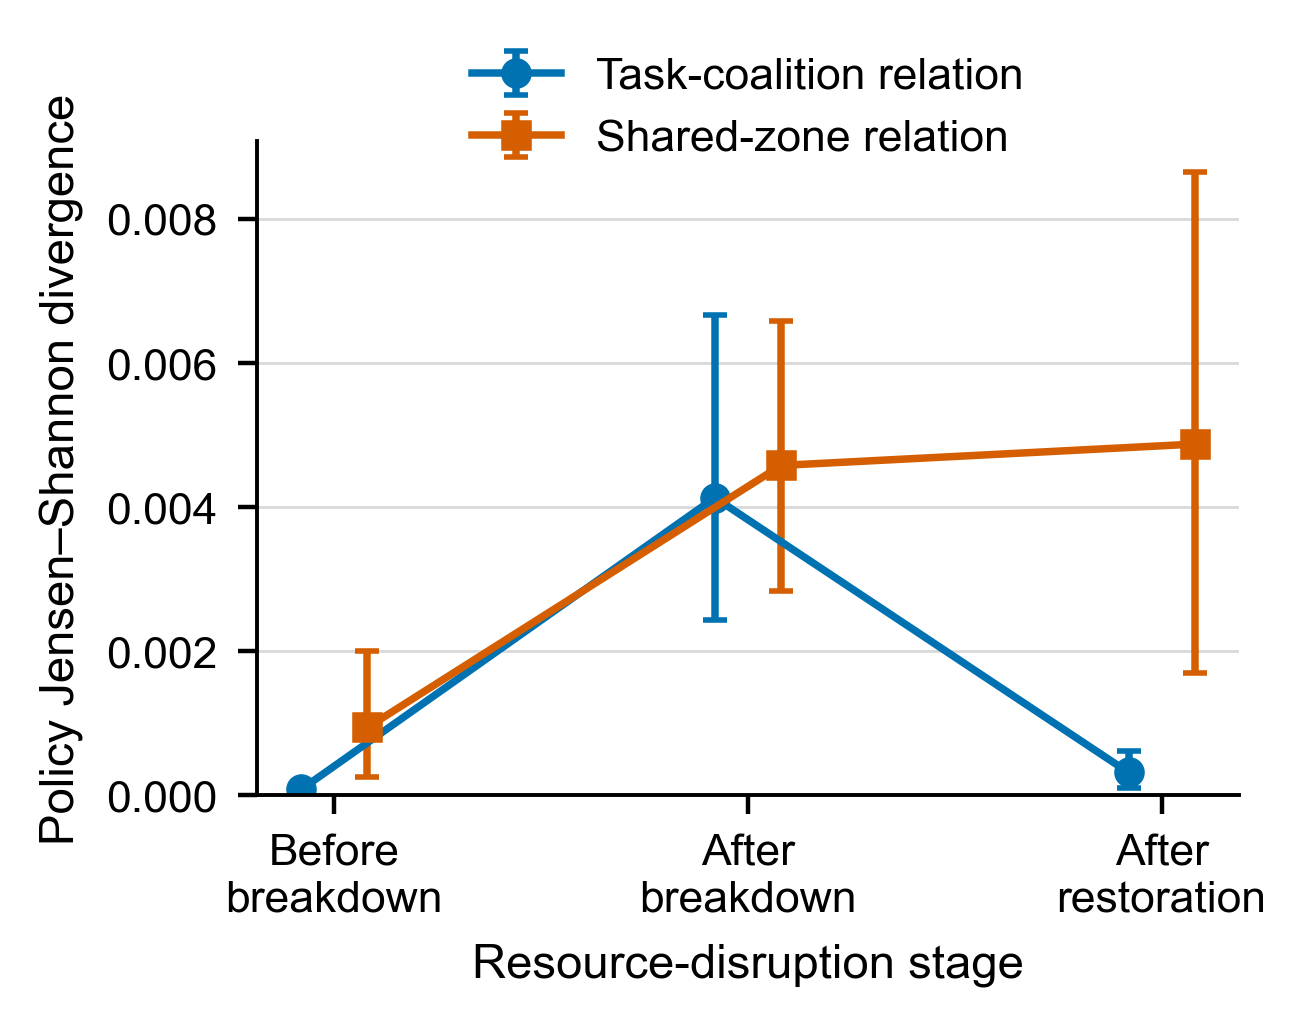 Task-coalition relation
Shared-zone relation
Policy Jensen–Shannon divergence
0.008
0.006
0.004
0.002
0.000
Before
breakdown
After
breakdown
After
restoration
Resource-disruption stage